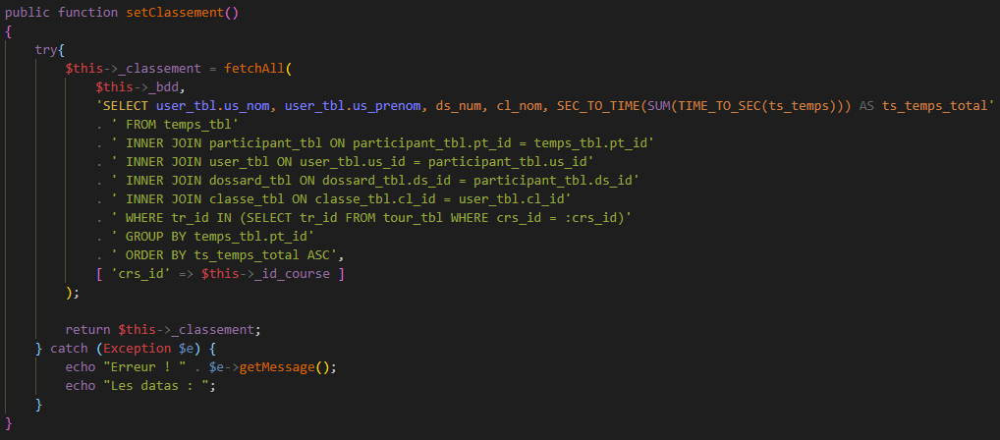 public function setClassement()
{
try{
$this->_classement = fetchAll(
$this->_bdd,
'SELECT user_tbl.us_nom, user_tbl.us_prenom, ds_num, cl_nom, SEC_TO_TIME(SUM(TIME_TO_SEC(ts_temps))) AS ts_temps_total'
. ' FROM temps_tbl'
. ' INNER JOIN participant_tbl ON participant_tbl.pt_id = temps_tbl.pt_id'
. ' INNER JOIN user_tbl ON user_tbl.us_id = participant_tbl.us_id'
. ' INNER JOIN dossard_tbl ON dossard_tbl.ds_id = participant_tbl.ds_id'
. ' INNER JOIN classe_tbl ON classe_tbl.cl_id = user_tbl.cl_id'
. ' WHERE tr_id IN (SELECT tr_id FROM tour_tbl WHERE crs_id = :crs_id)'
. ' GROUP BY temps_tbl.pt_id'
. ' ORDER BY ts_temps_total ASC',
[ 'crs_id' => $this->_id_course ]
);
return $this->_classement;
} catch (Exception $e) {
echo "Erreur ! " . $e->getMessage();
echo "Les datas : ";
}
}